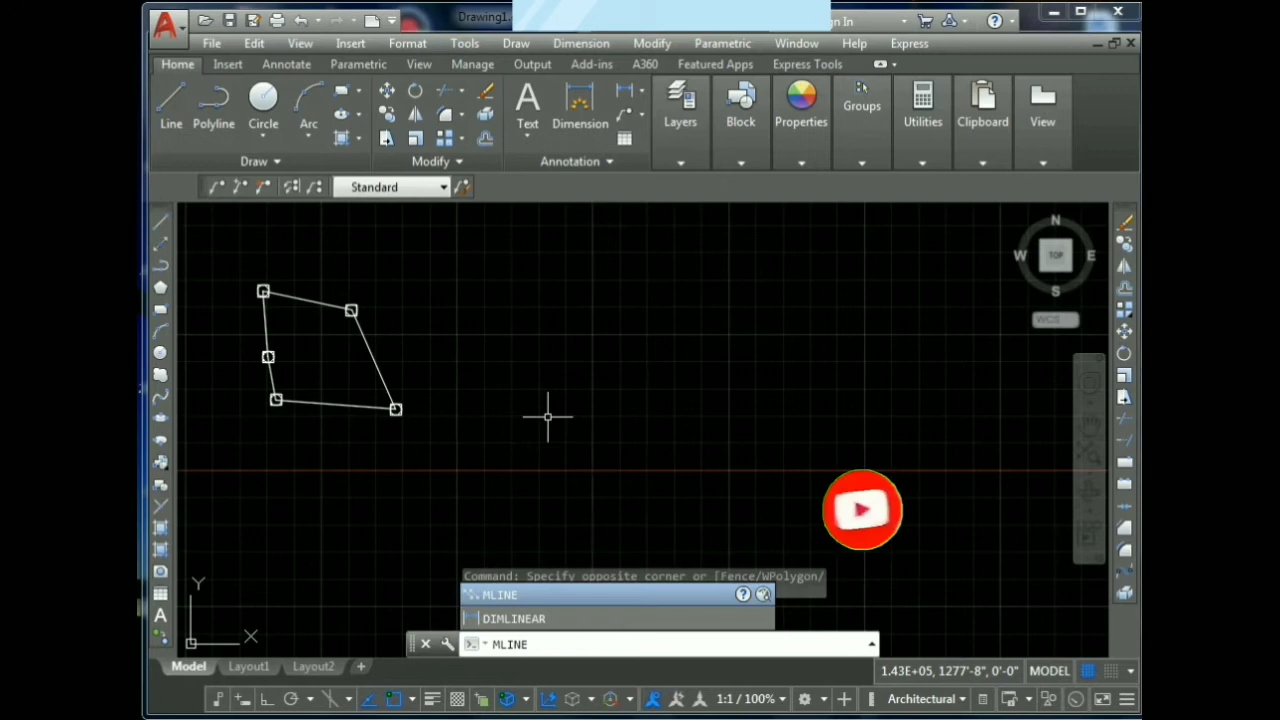 Drawing1.
In
File Edit View Insert Format Tools Draw Dimension Modify Parametric Window Help Express
Home Insert Annotate Parametric View Manage Output Add-ins A360 Featured Apps Express Tools
Line Polyline Circle Arc Text Dimension Layers Block Properties Groups Utilities Clipboard View
Draw Modify Annotation
Standard
N
W TOP E
S
WCS
Y
X
Command: Specify opposite corner or [Fence/WPolygon/
MLINE
DIMLINEAR
MLINE
Model Layout1 Layout2 + 1.43E+05, 1277'-8", 0'-0" MODEL
1:1 / 100% Architectural